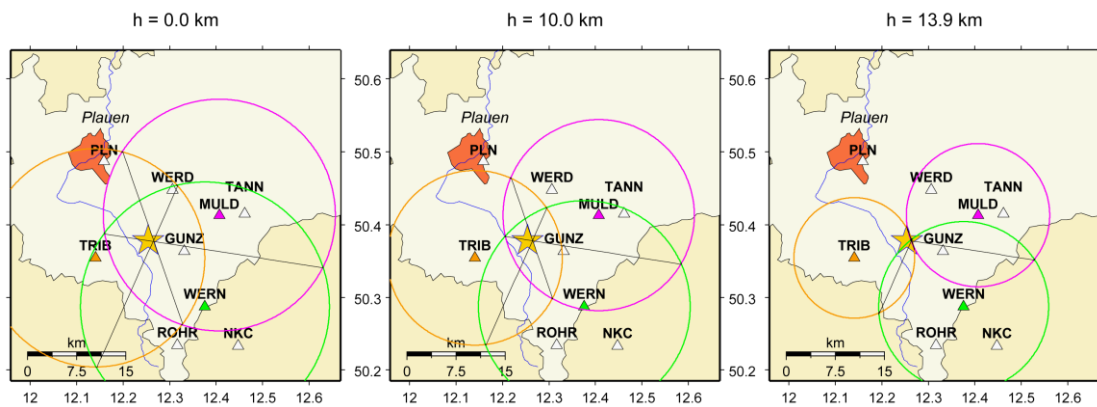 h = 0.0 km
h = 10.0 km
h = 13.9 km
Plauen
PLN
WERD
TANN
MULD
TRIB
GUNZ
WERN
ROHR
NKC
km
0 7.5 15
12 12.1 12.2 12.3 12.4 12.5 12.6
50.6
50.5
50.4
50.3
50.2
Plauen
PLN
WERD
TANN
MULD
TRIB
GUNZ
WERN
ROHR
NKC
km
0 7.5 15
12 12.1 12.2 12.3 12.4 12.5 12.6
50.6
50.5
50.4
50.3
50.2
Plauen
PLN
WERD
TANN
MULD
TRIB
GUNZ
WERN
ROHR
NKC
km
0 7.5 15
12 12.1 12.2 12.3 12.4 12.5 12.6